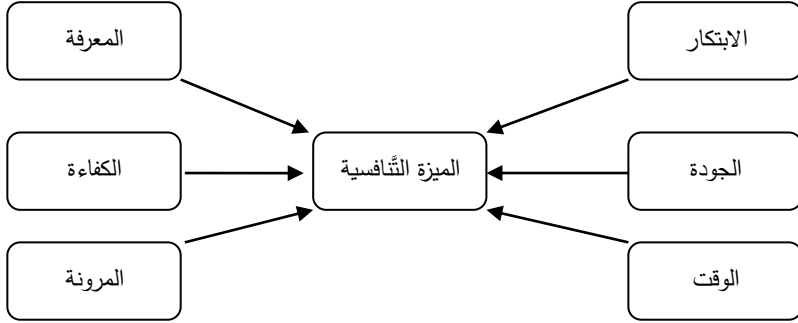 الابتكار
المعرفة
الجودة
الميزة التَّنافسية
الكفاءة
الوقت
المرونة